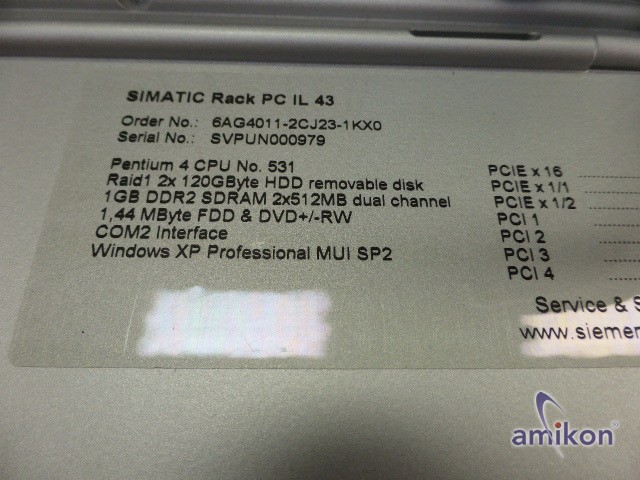 SIMATIC Rack PC IL 43
Order No.: 6AG4011-2CJ23-1KX0
Serial No.: SVPUN000979
Pentium 4 CPU No. 531
Raid1 2x 120GByte HDD removable disk
1GB DDR2 SDRAM 2x512MB dual channel
1,44 MByte FDD & DVD+/-RW
COM2 Interface
Windows XP Professional MUI SP2
PCIE x 16
PCIE x 1/1
PCIE x 1/2
PCI 1
PCI 2
PCI 3
PCI 4
Service & S
www.siemen
amikon®